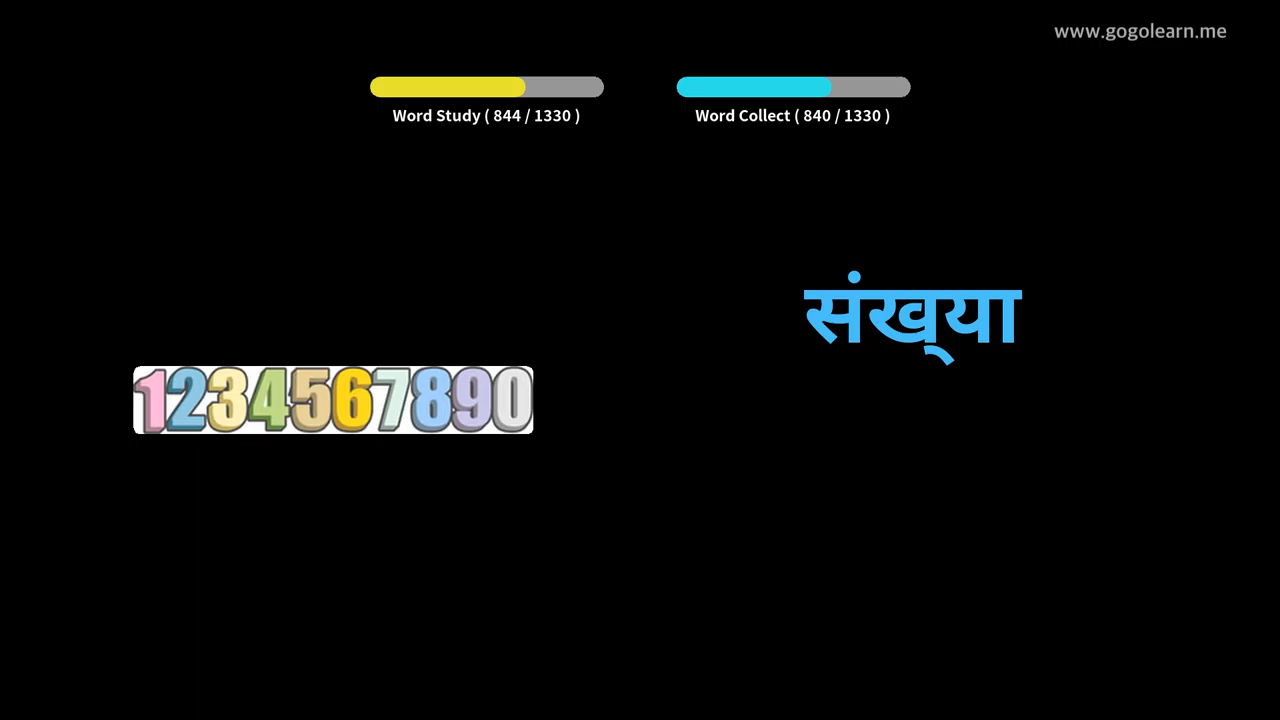 www.gogolearn.me
Word Study ( 844 / 1330 )
Word Collect ( 840 / 1330 )
संख्‌या
1234567890